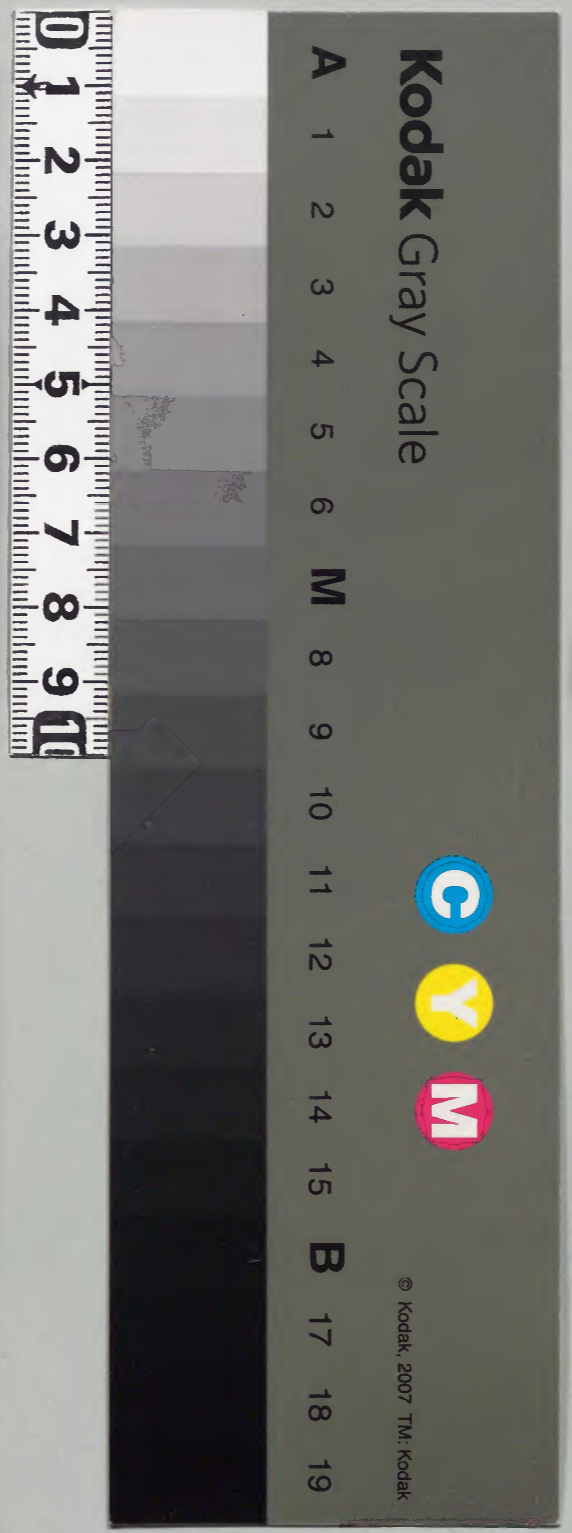 Kodak Gray Scale
C Y M
© Kodak, 2007 TM: Kodak
A 1 2 3 4 5 6 M 8 9 10 11 12 13 14 15 B 17 18 19
0 1 2 3 4 5 6 7 8 9 10